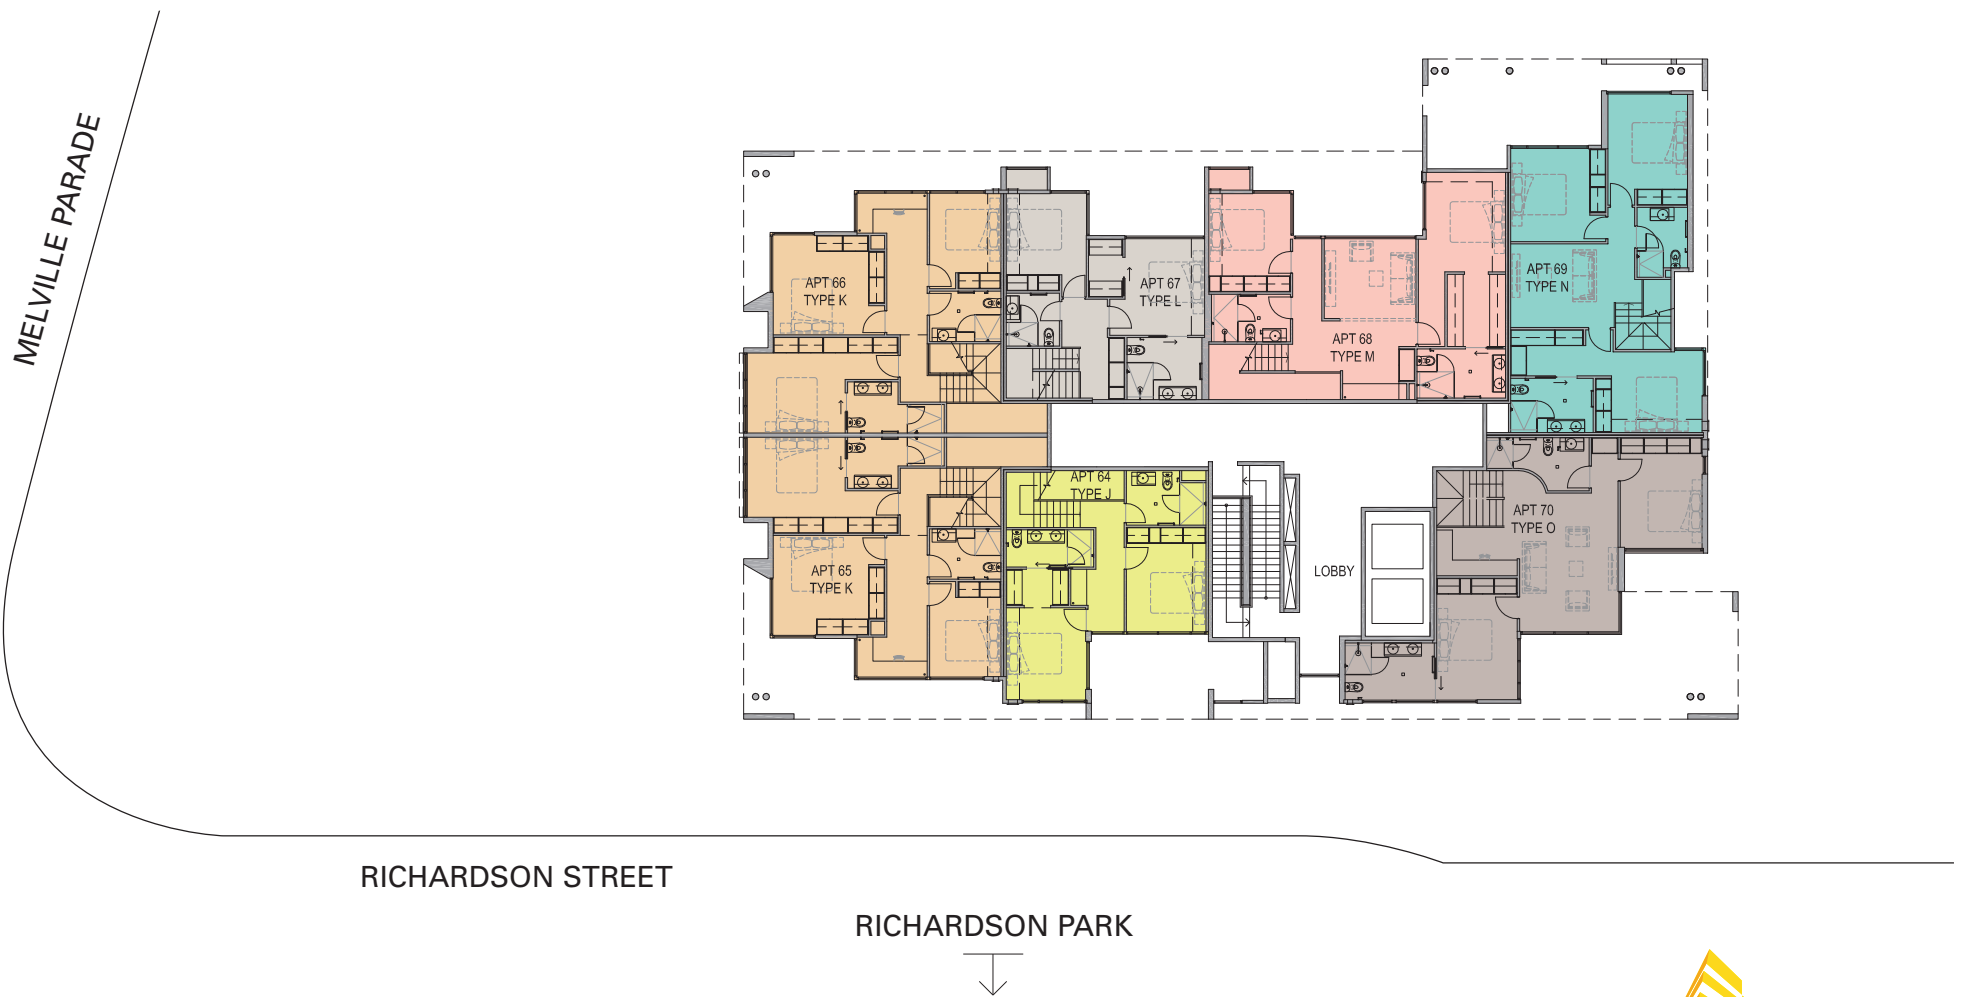 MELVILLE PARADE
APT 66
TYPE K
APT 67
TYPE L
APT 68
TYPE M
APT 69
TYPE N
APT 64
TYPE J
APT 70
TYPE O
APT 65
TYPE K
LOBBY
RICHARDSON STREET
RICHARDSON PARK